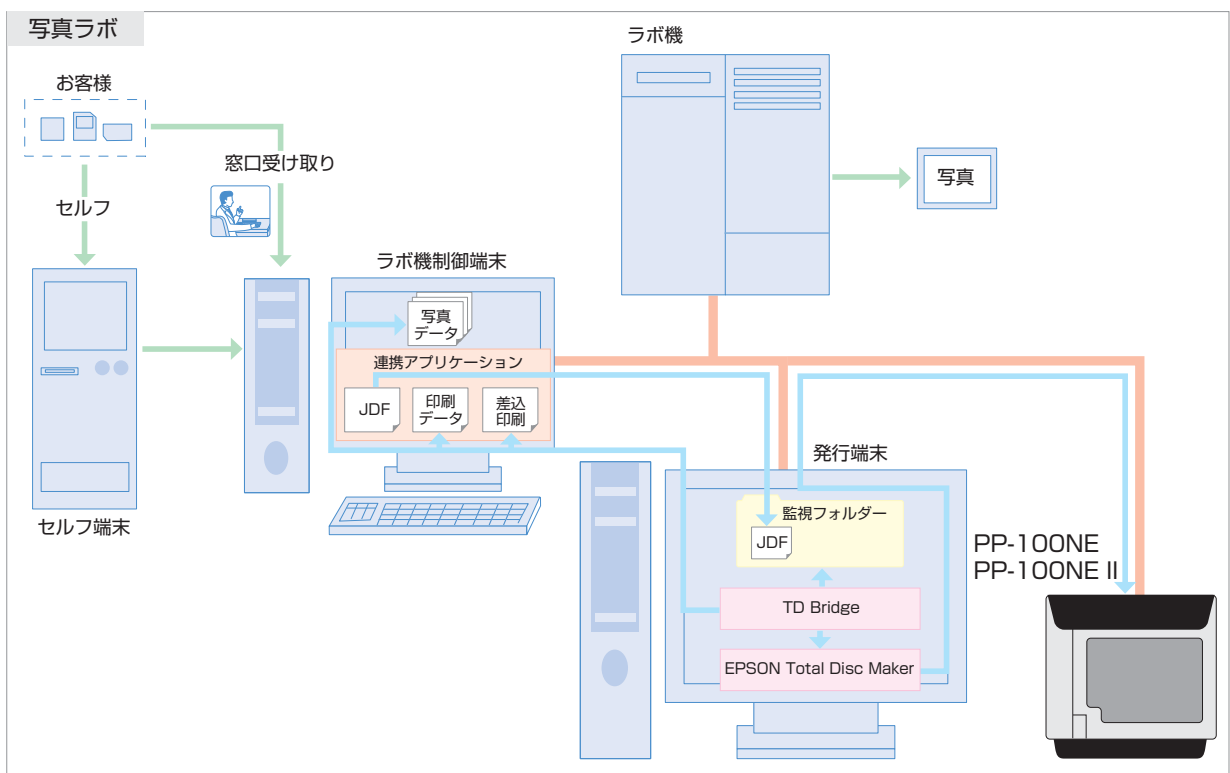 写真ラボ
お客様
セルフ
窓口受け取り
セルフ端末
ラボ機
写真
ラボ機制御端末
写真
データ
連携アプリケーション
JDF
印刷
データ
差込
印刷
発行端末
監視フォルダー
JDF
TD Bridge
EPSON Total Disc Maker
PP-100NE
PP-100NE II